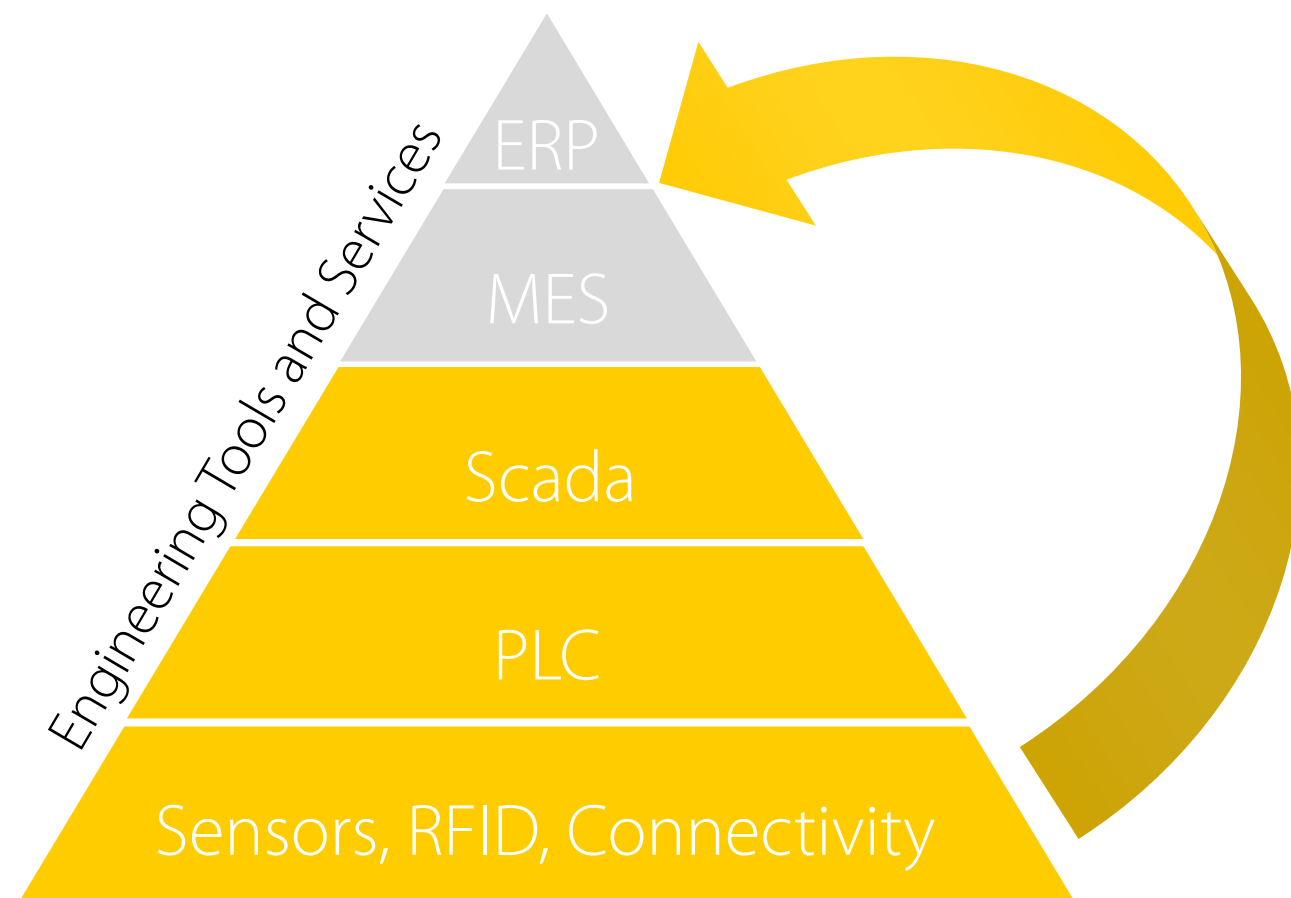 Engineering Tools and Services
ERP
MES
Scada
PLC
Sensors, RFID, Connectivity